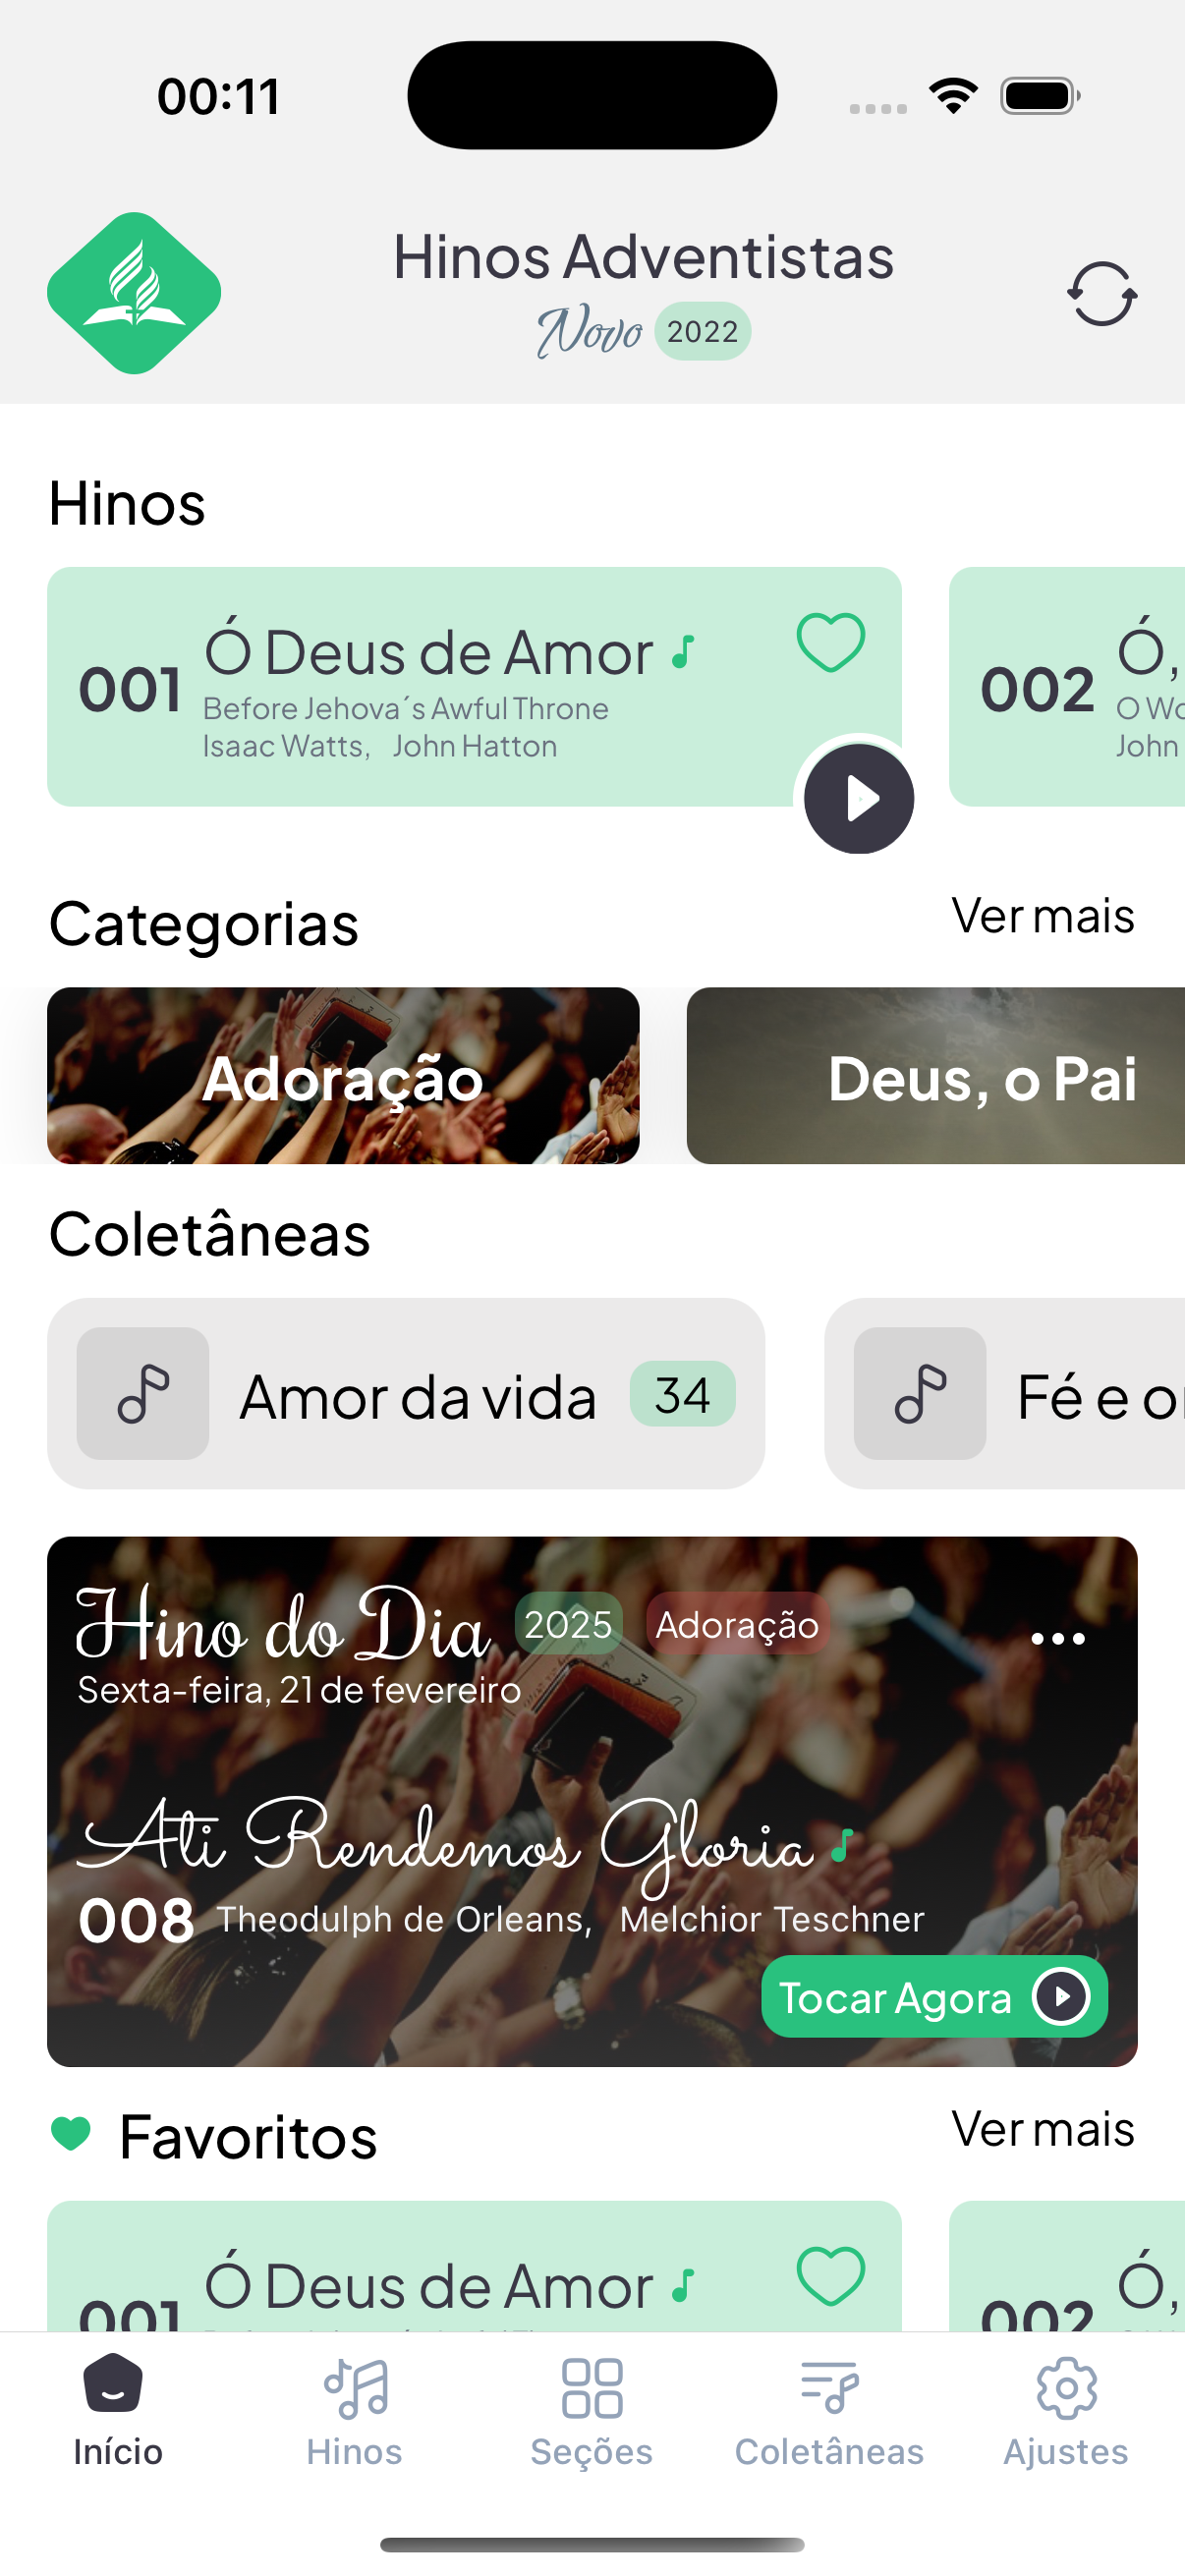 00:11
Hinos Adventistas
Novo 2022
Hinos
001 Ó Deus de Amor
Before Jehova´s Awful Throne
Isaac Watts, John Hatton
002 Ó,
O Wo
John
Categorias Ver mais
Adoração Deus, o Pai
Coletâneas
Amor da vida 34
Fé e o
Hino do Dia 2025 Adoração
Sexta-feira, 21 de fevereiro
A ti Rendemos Gloria
008 Theodulph de Orleans, Melchior Teschner
Tocar Agora
Favoritos Ver mais
001 Ó Deus de Amor
002 Ó,
Início Hinos Seções Coletâneas Ajustes